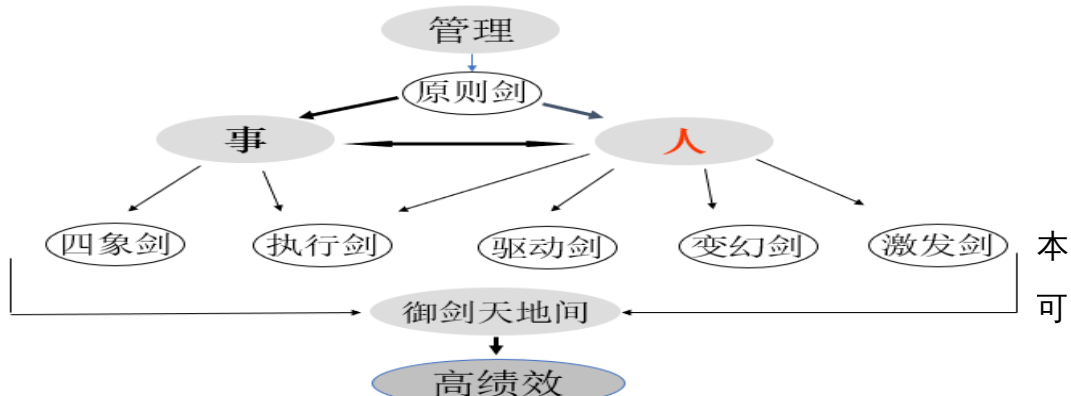 管理
原则剑
事
人
四象剑
执行剑
驱动剑
变幻剑
激发剑
本
御剑天地间
可
高绩效